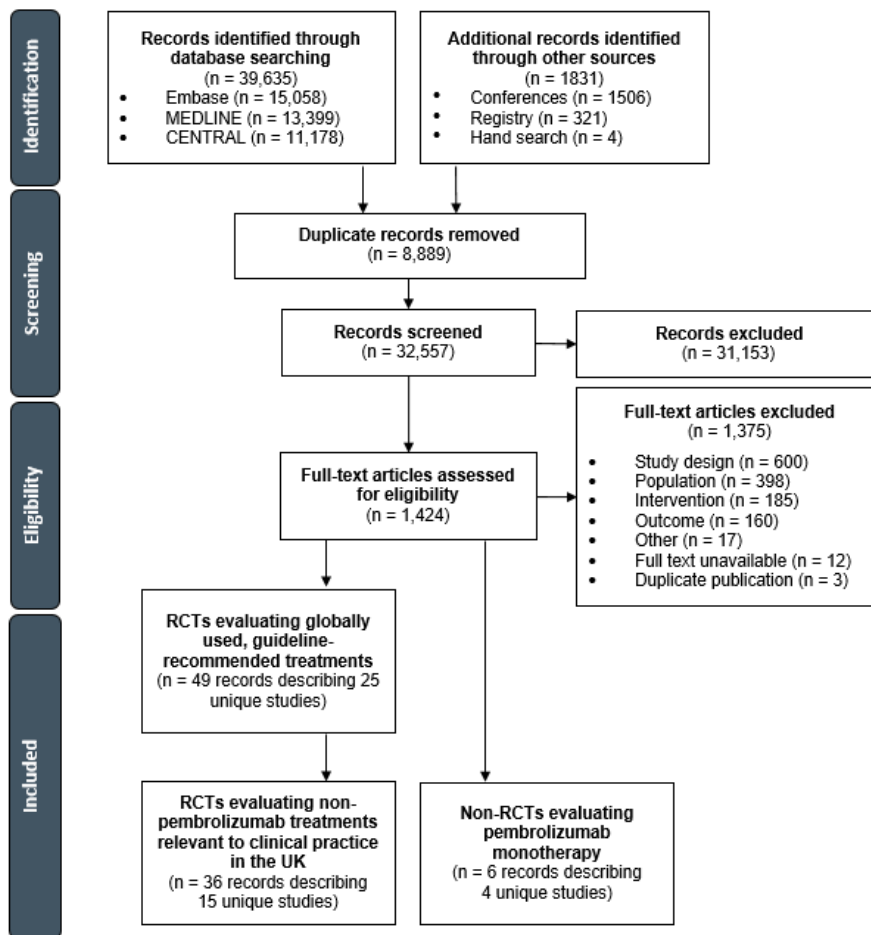 Identification
Records identified through
database searching
(n = 39,635)
• Embase (n = 15,058)
• MEDLINE (n = 13,399)
• CENTRAL (n = 11,178)
Additional records identified
through other sources
(n = 1831)
• Conferences (n = 1506)
• Registry (n = 321)
• Hand search (n = 4)
Screening
Duplicate records removed
(n = 8,889)
Records screened
(n = 32,557)
Records excluded
(n = 31,153)
Eligibility
Full-text articles assessed
for eligibility
(n = 1,424)
Full-text articles excluded
(n = 1,375)
• Study design (n = 600)
• Population (n = 398)
• Intervention (n = 185)
• Outcome (n = 160)
• Other (n = 17)
• Full text unavailable (n = 12)
• Duplicate publication (n = 3)
Included
RCTs evaluating globally
used, guideline-
recommended treatments
(n = 49 records describing 25
unique studies)
RCTs evaluating non-
pembrolizumab treatments
relevant to clinical practice
in the UK
(n = 36 records describing
15 unique studies)
Non-RCTs evaluating
pembrolizumab
monotherapy
(n = 6 records describing
4 unique studies)